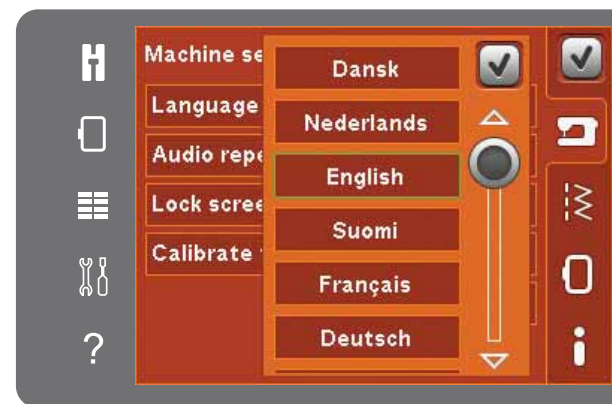 Machine se
Language
Audio repe
Lock scree
Calibrate
Dansk
Nederlands
English
Suomi
Français
Deutsch
?